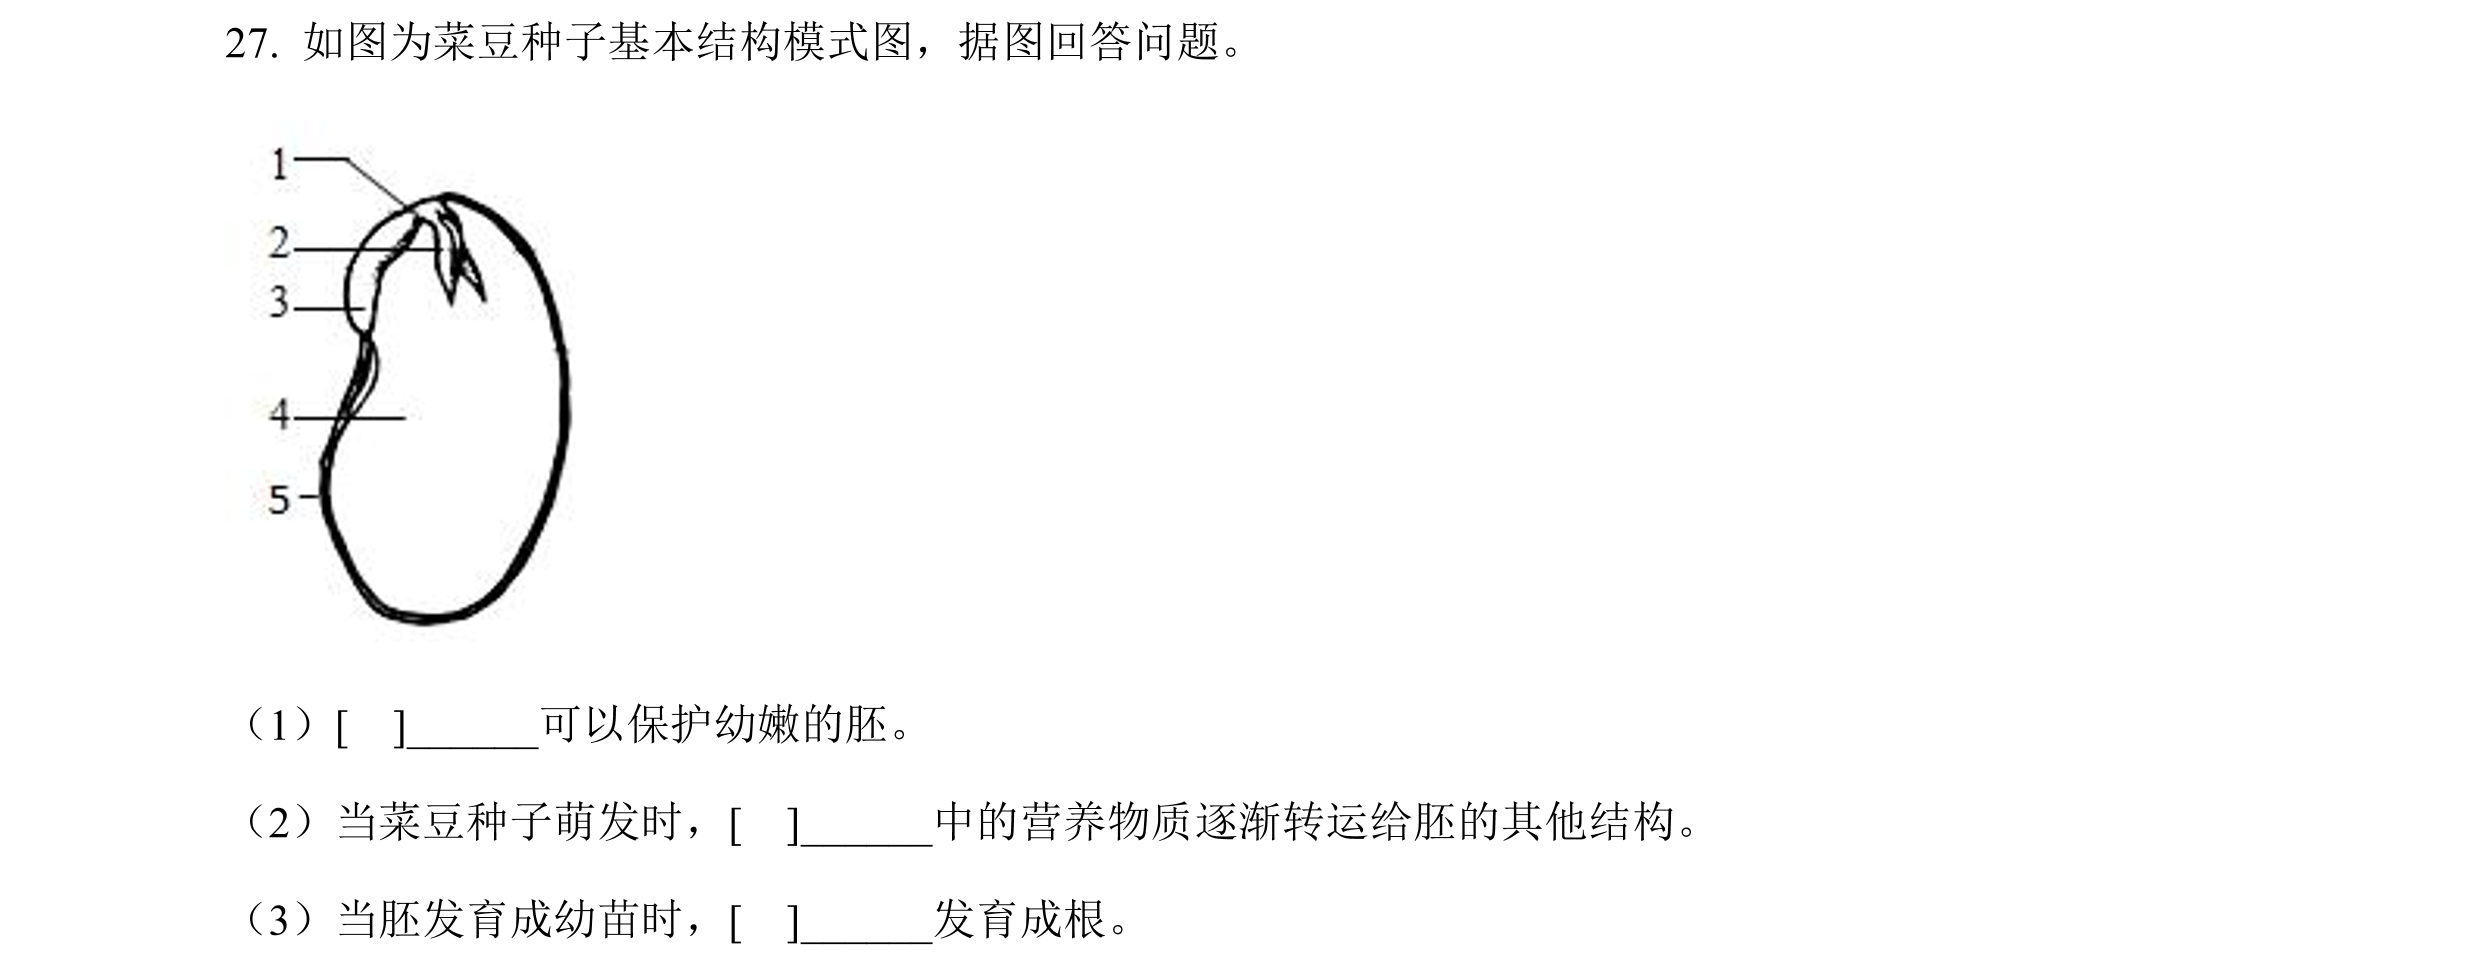 27. 如图为菜豆种子基本结构模式图，据图回答问题。
1
2
3
4
5
（1）[　]______可以保护幼嫩的胚。
（2）当菜豆种子萌发时，[　]______中的营养物质逐渐转运给胚的其他结构。
（3）当胚发育成幼苗时，[　]______发育成根。